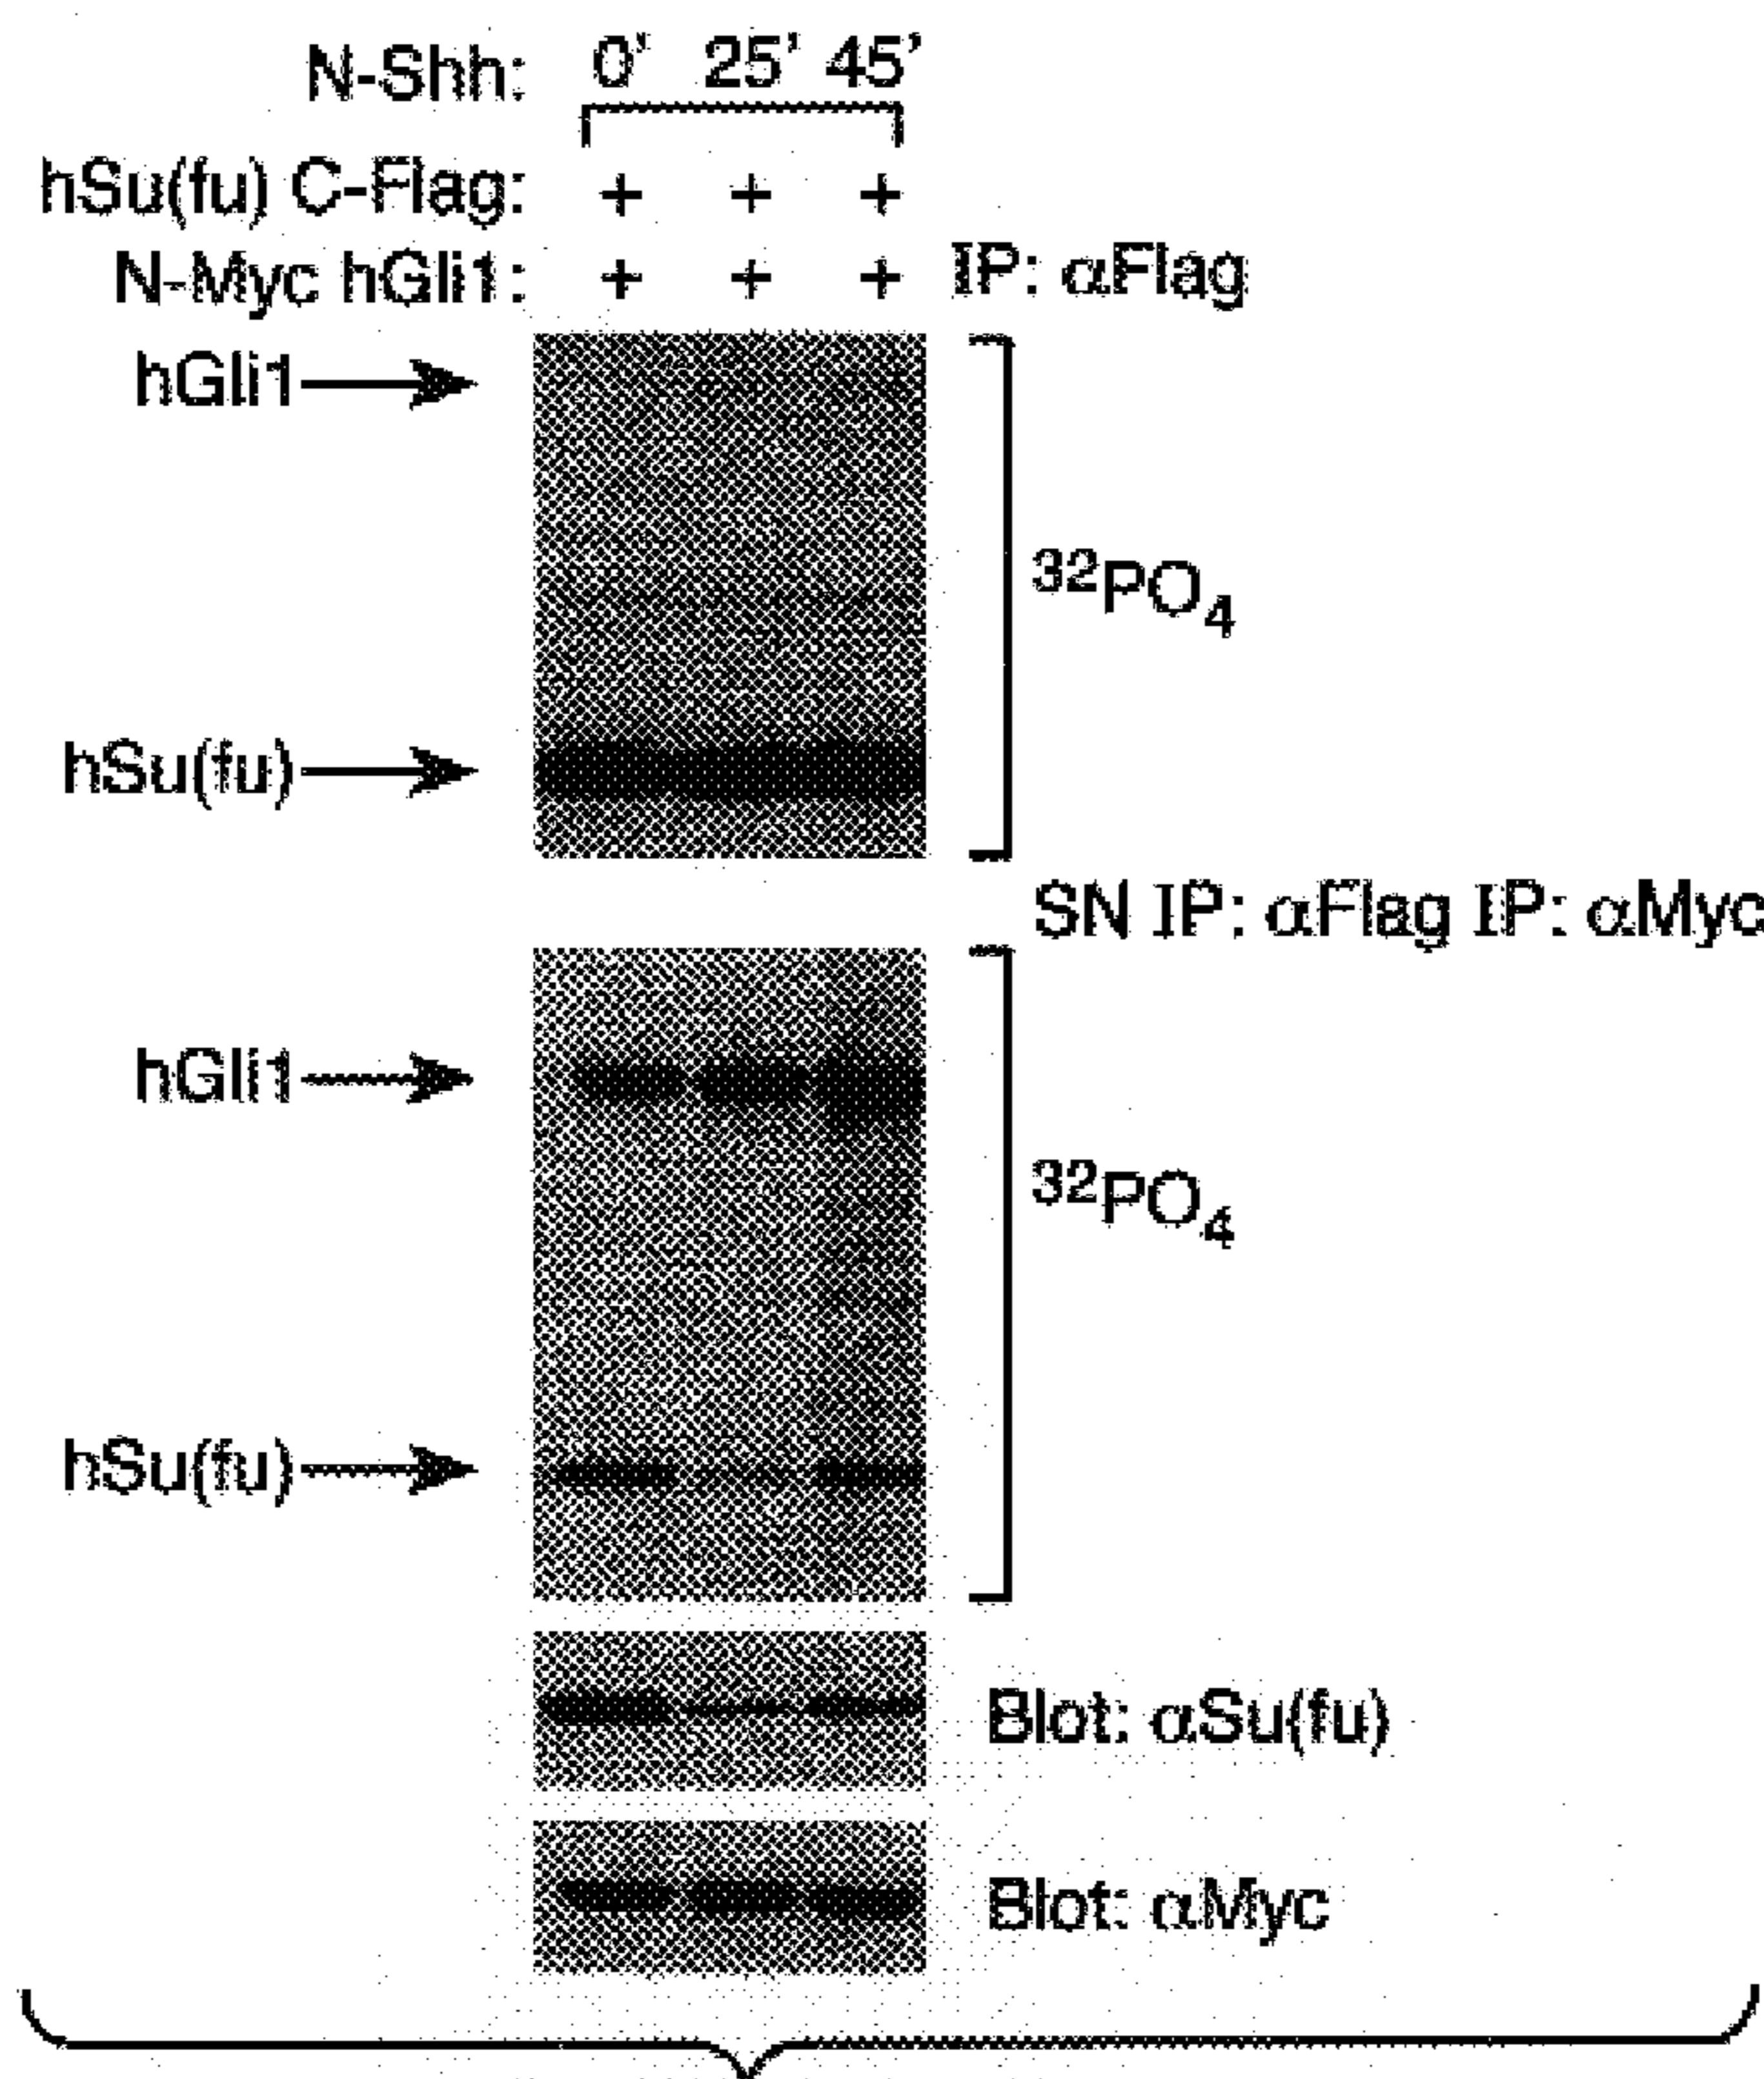 N-Shh: 0' 25' 45'
hSu(fu) C-Flag: + + +
N-Myc hGli1: + + + IP: αFlag
hGli1
³²PO₄
hSu(fu)
SN IP: αFlag IP: αMyc
hGli1
³²PO₄
hSu(fu)
Blot: αSu(fu)
Blot: αMyc